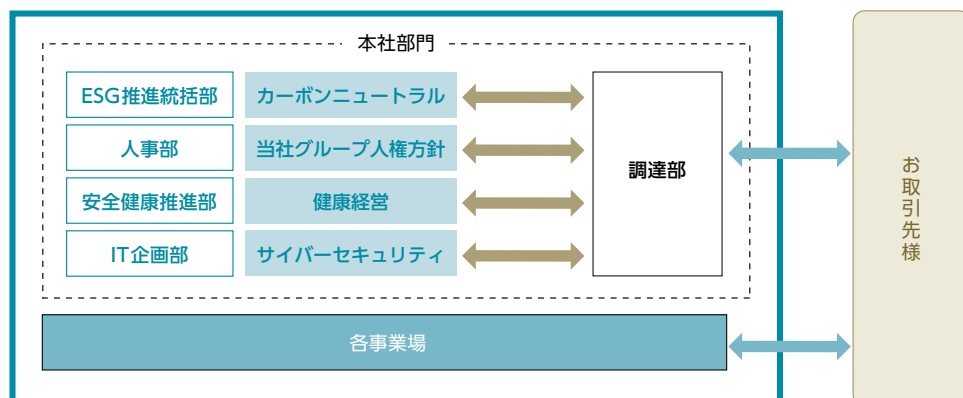 本社部門
ESG推進統括部
カーボンニュートラル
人事部
当社グループ人権方針
安全健康推進部
健康経営
IT企画部
サイバーセキュリティ
調達部
各事業場
お取引先様